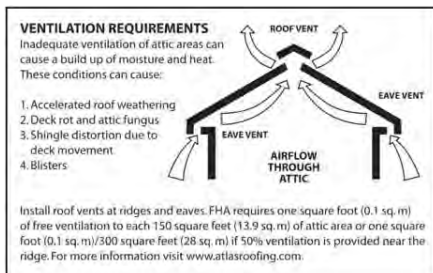 VENTILATION REQUIREMENTS
Inadequate ventilation of attic areas can
cause a build up of moisture and heat.
These conditions can cause:
1. Accelerated roof weathering
2. Deck rot and attic fungus
3. Shingle distortion due to
deck movement
4. Blisters
ROOF VENT
EAVE VENT
EAVE VENT
AIRFLOW
THROUGH
ATTIC
Install roof vents at ridges and eaves. FHA requires one square foot (0.1 sq. m)
of free ventilation to each 150 square feet (13.9 sq. m) of attic area or one square
foot (0.1 sq. m)/300 square feet (28 sq. m) if 50% ventilation is provided near the
ridge. For more information visit www.atlasroofing.com.